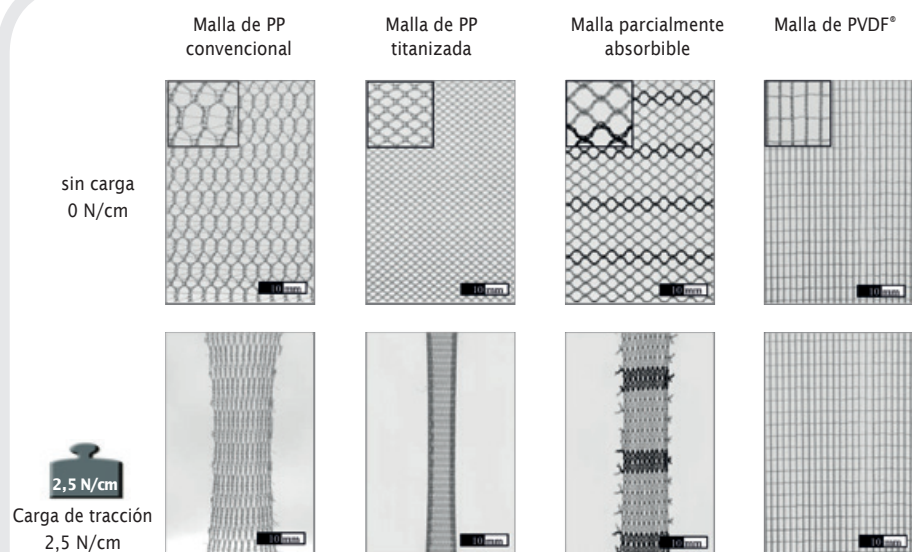 Malla de PP
convencional
Malla de PP
titanizada
Malla parcialmente
absorbible
Malla de PVDF®
sin carga
0 N/cm
10 mm
10 mm
10 mm
10 mm
2,5 N/cm
Carga de tracción
2,5 N/cm
10 mm
10 mm
10 mm
10 mm